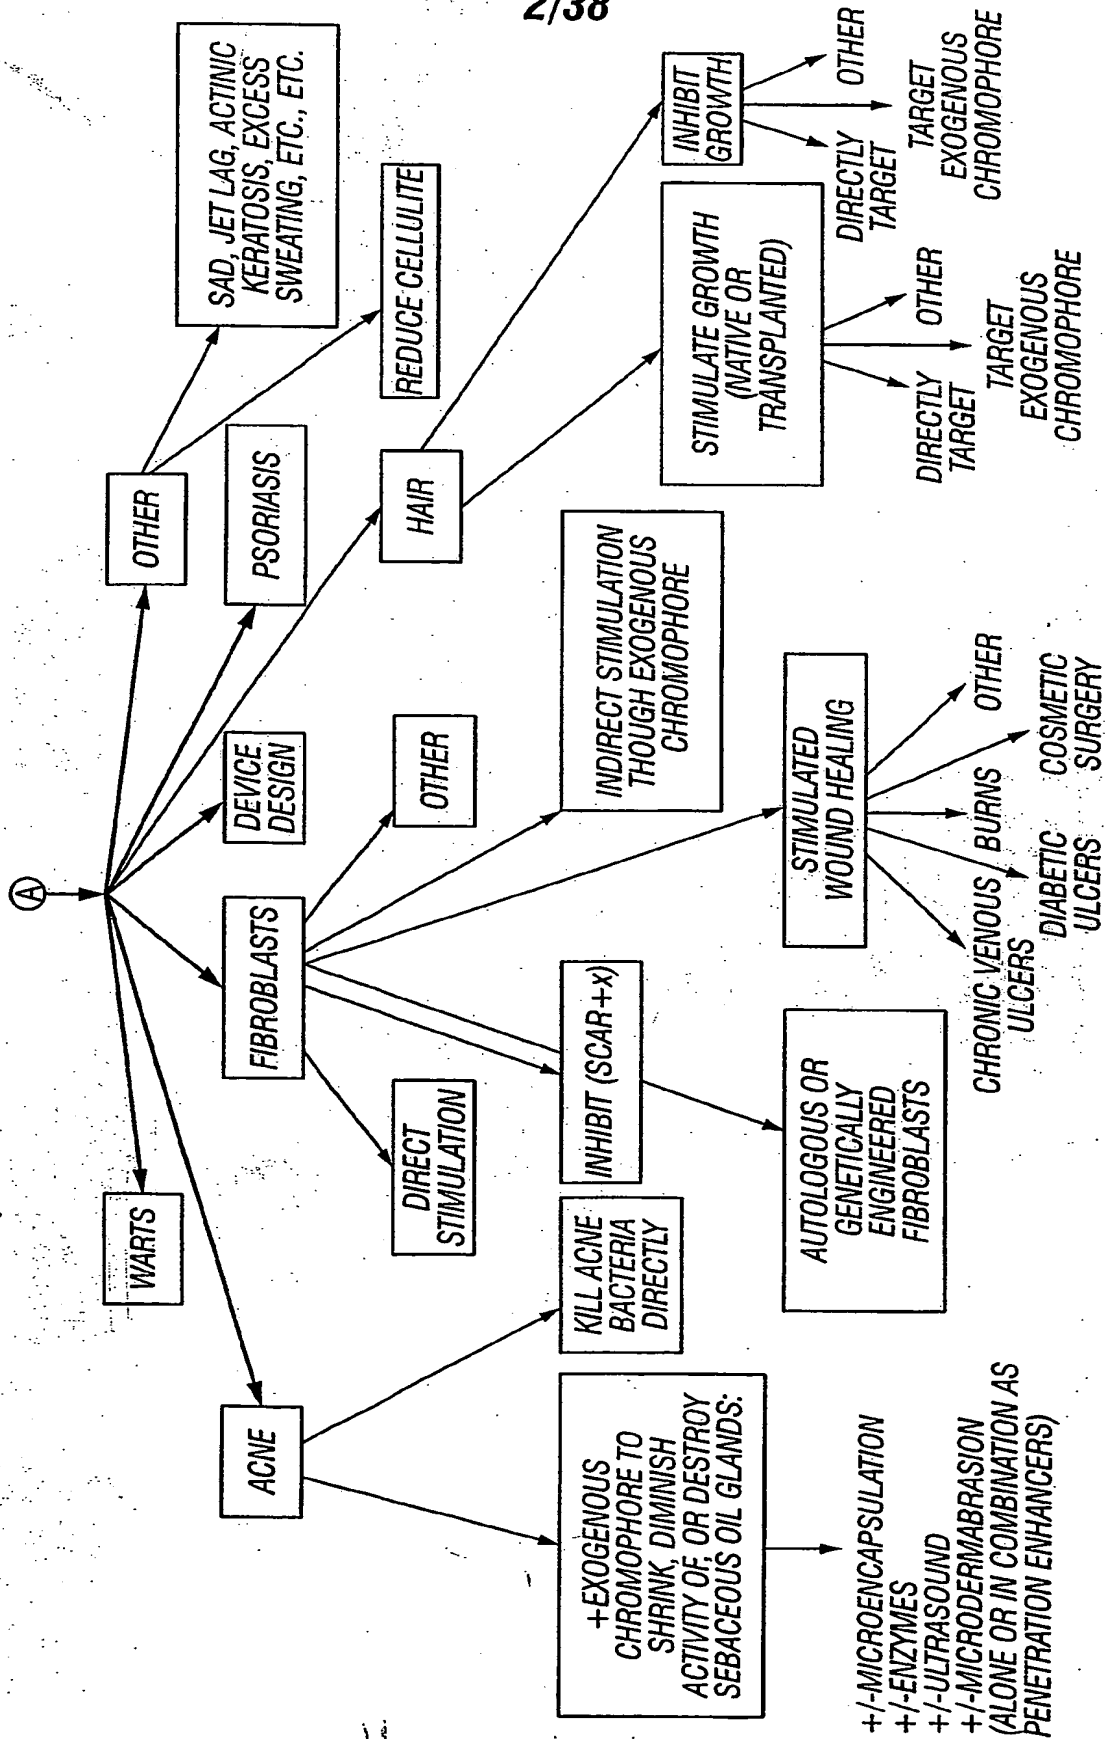 2/38
A
OTHER
SAD, JET LAG, ACTINIC
KERATOSIS, EXCESS
SWEATING, ETC., ETC.
REDUCE CELLULITE
PSORIASIS
HAIR
INHIBIT
GROWTH
DIRECTLY
TARGET
TARGET
EXOGENOUS
CHROMOPHORE
OTHER
STIMULATE GROWTH
(NATIVE OR
TRANSPLANTED)
DIRECTLY
TARGET
TARGET
EXOGENOUS
CHROMOPHORE
OTHER
DEVICE
DESIGN
FIBROBLASTS
OTHER
INDIRECT STIMULATION
THOUGH EXOGENOUS
CHROMOPHORE
STIMULATED
WOUND HEALING
CHRONIC VENOUS
ULCERS
DIABETIC
ULCERS
BURNS
COSMETIC
SURGERY
OTHER
DIRECT
STIMULATION
INHIBIT (SCAR+x)
AUTOLOGOUS OR
GENETICALLY
ENGINEERED
FIBROBLASTS
WARTS
ACNE
KILL ACNE
BACTERIA
DIRECTLY
+EXOGENOUS
CHROMOPHORE TO
SHRINK, DIMINISH
ACTIVITY OF, OR DESTROY
SEBACEOUS OIL GLANDS:
+/-MICROENCAPSULATION
+/-ENZYMES
+/-ULTRASOUND
+/-MICRODERMABRASION
(ALONE OR IN COMBINATION AS
PENETRATION ENHANCERS)